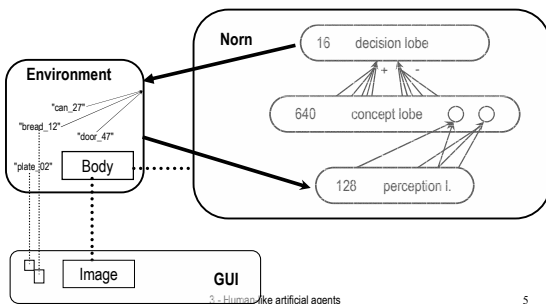 Norn
16 decision lobe
+ -
640 concept lobe
128 perception l.
Environment
"can_27"
"bread_12"
"door_47"
"plate_02"
Body
Image
GUI
3 - Human-like artificial agents
5